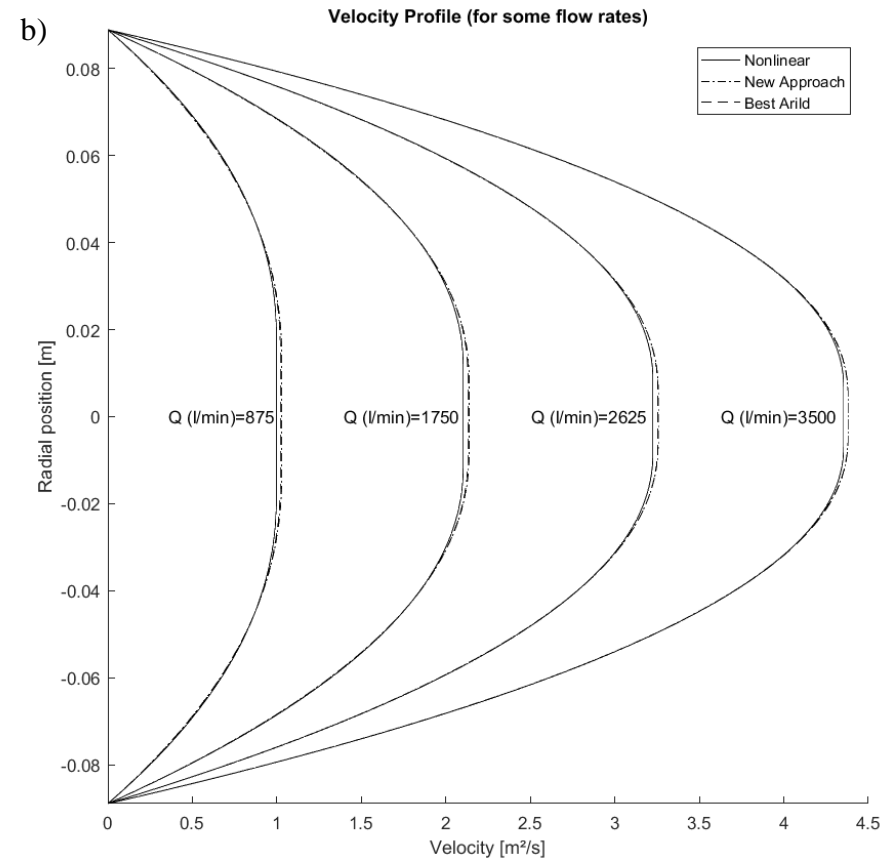 b)
Velocity Profile (for some flow rates)
Nonlinear
New Approach
Best Arild
0.08
0.06
0.04
0.02
0
-0.02
-0.04
-0.06
-0.08
Radial position [m]
Q (l/min)=875
Q (l/min)=1750
Q (l/min)=2625
Q (l/min)=3500
0
0.5
1
1.5
2
2.5
3
3.5
4
4.5
Velocity [m²/s]